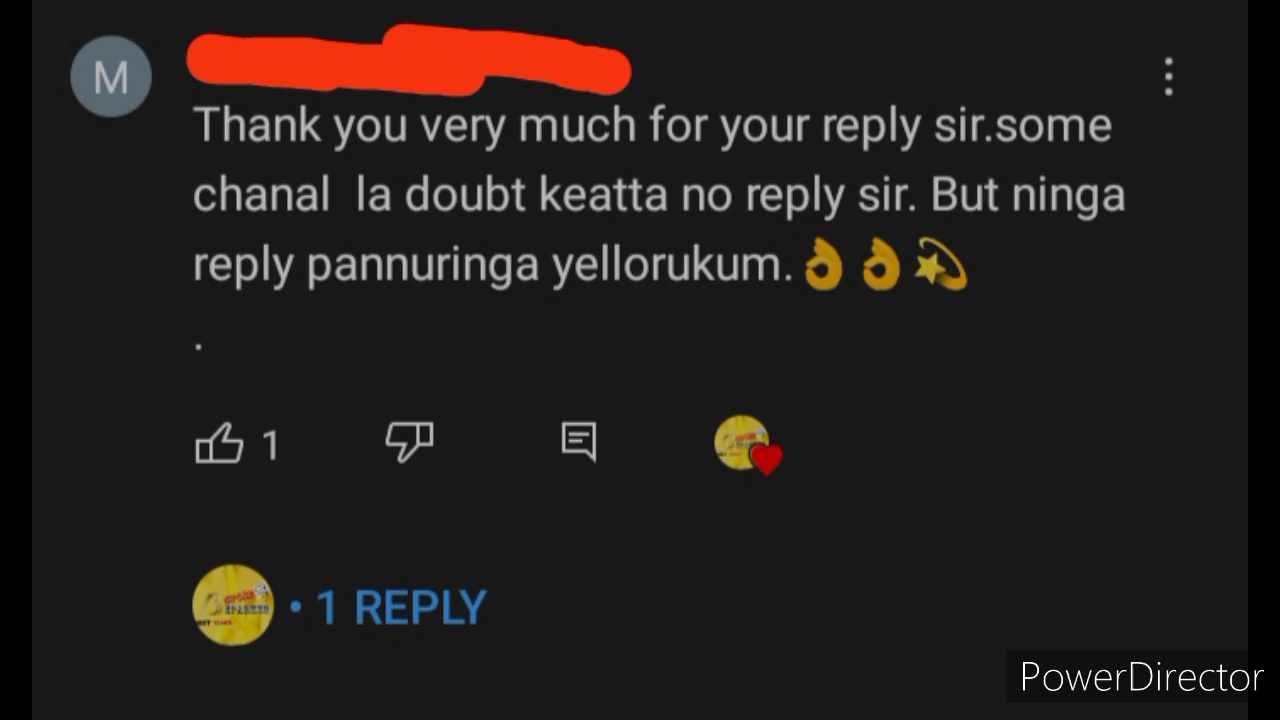 M
Thank you very much for your reply sir.some
chanal la doubt keatta no reply sir. But ninga
reply pannuringa yellorukum.👌👌💫
.
1
• 1 REPLY
PowerDirector